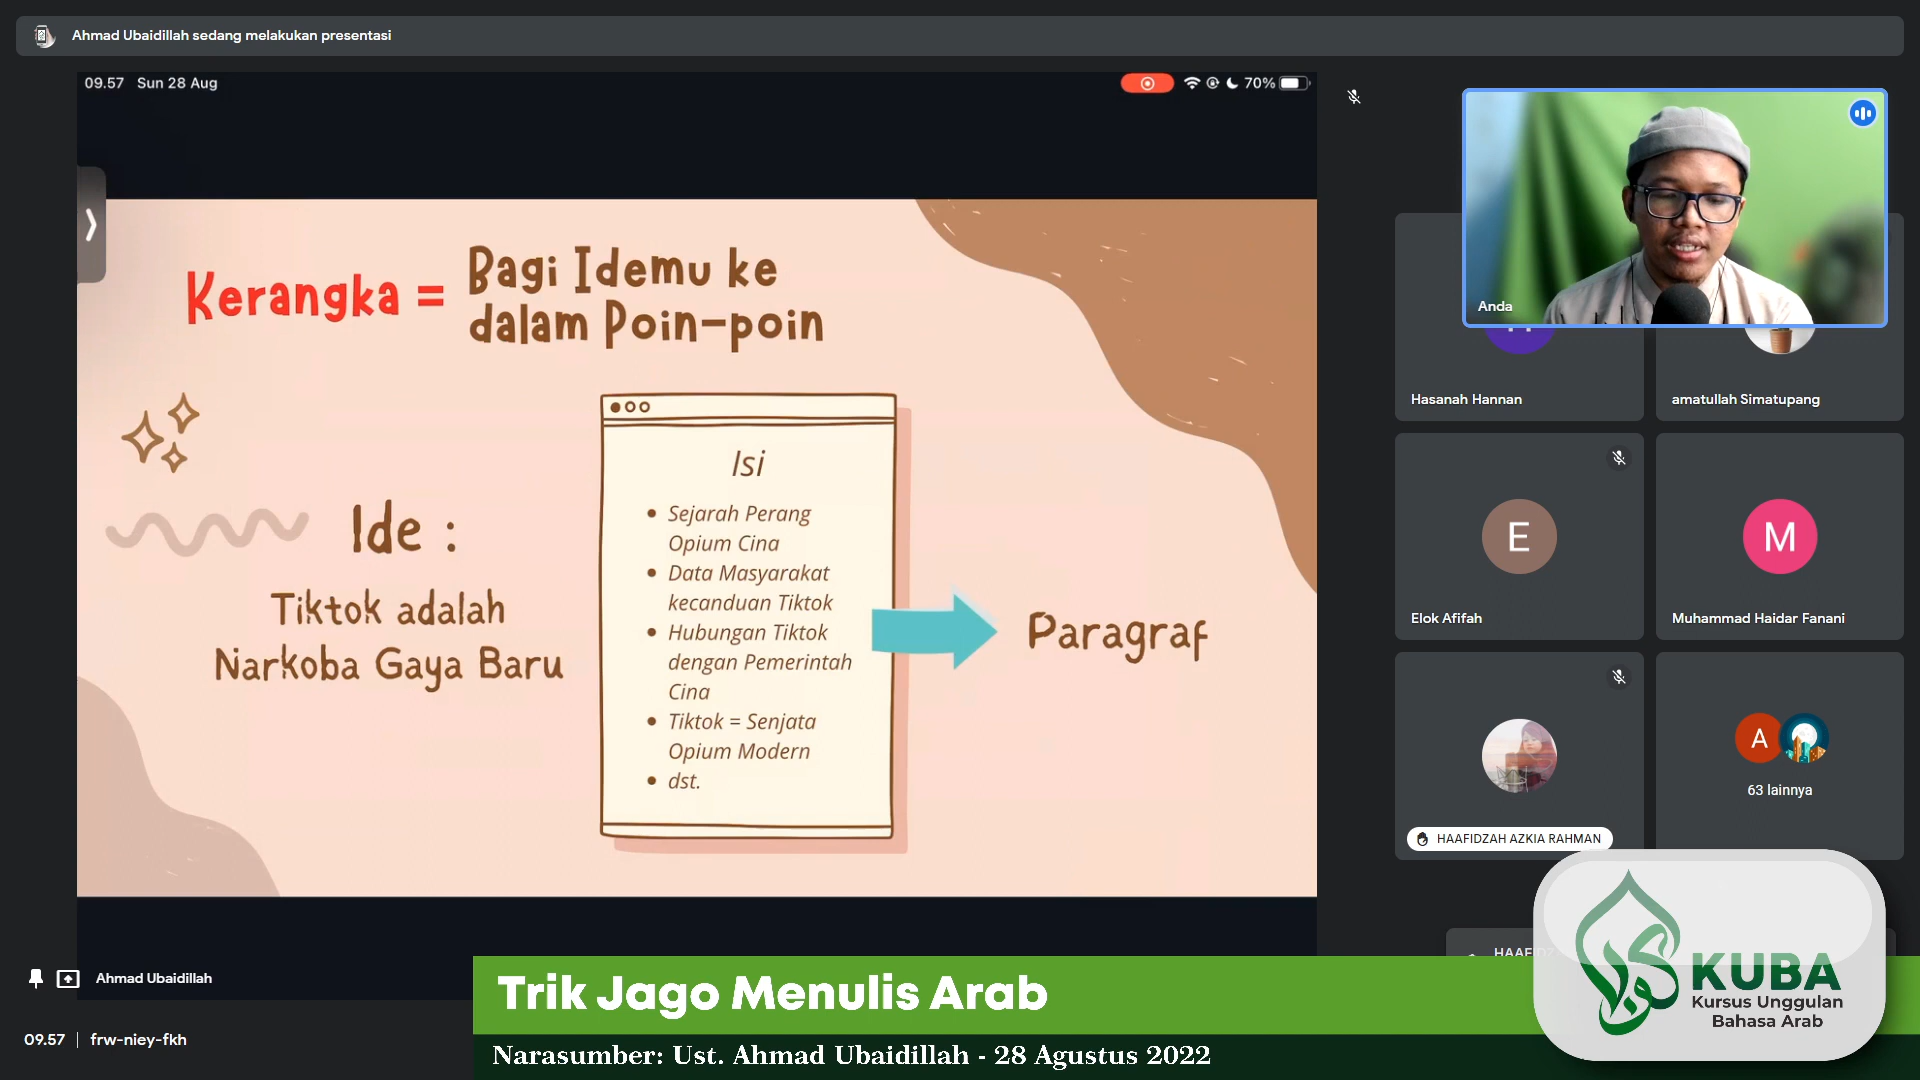 Ahmad Ubaidillah sedang melakukan presentasi
09.57 Sun 28 Aug
70%
Kerangka =
Bagi Idemu ke
dalam Poin-poin
Ide :
Tiktok adalah
Narkoba Gaya Baru
Isi
• Sejarah Perang
Opium Cina
• Data Masyarakat
kecanduan Tiktok
• Hubungan Tiktok
dengan Pemerintah
Cina
• Tiktok = Senjata
Opium Modern
• dst.
Paragraf
Anda
Hasanah Hannan
amatullah Simatupang
E
Elok Afifah
M
Muhammad Haidar Fanani
HAAFIDZAH AZKIA RAHMAN
A
63 lainnya
Ahmad Ubaidillah
09.57 | frw-niey-fkh
Trik Jago Menulis Arab
Narasumber: Ust. Ahmad Ubaidillah - 28 Agustus 2022
KUBA
Kursus Unggulan
Bahasa Arab